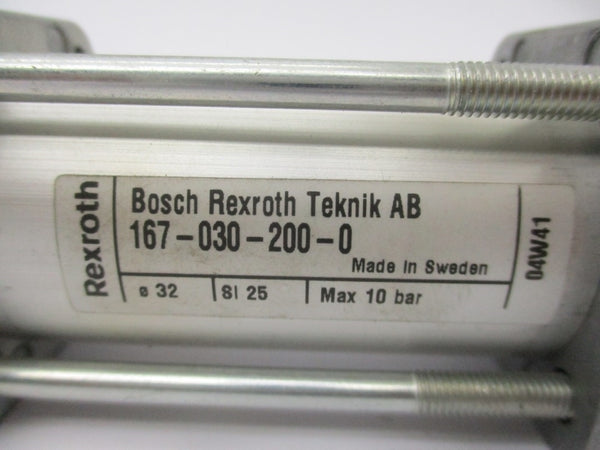 Rexroth
Bosch Rexroth Teknik AB
167-030-200-0
Made in Sweden
ø 32
Sl 25
Max 10 bar
04W41